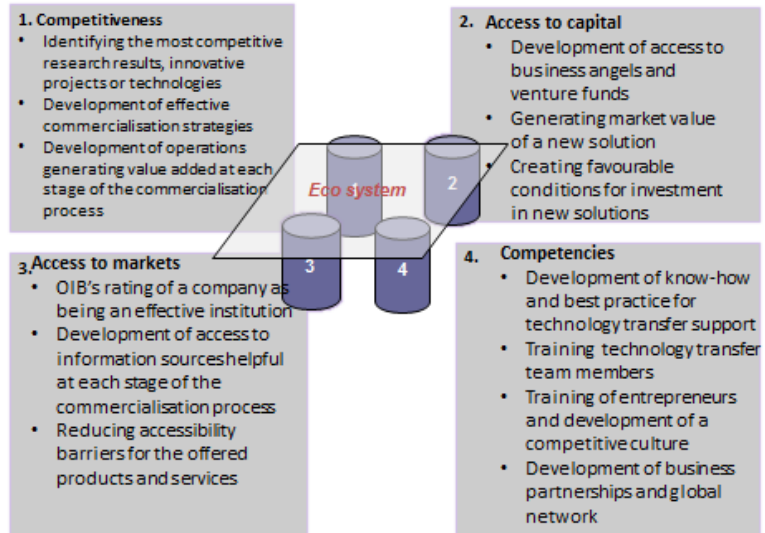 1. Competitiveness
• Identifying the most competitive
research results, innovative
projects or technologies
• Development of effective
commercialisation strategies
• Development of operations
generating value added at each
stage of the commercialisation
process
2. Access to capital
• Development of access to
business angels and
venture funds
• Generating market value
of a new solution
• Creating favourable
conditions for investment
in new solutions
Eco system
1
2
3
4
3. Access to markets
• OIB's rating of a company as
being an effective institution
• Development of access to
information sources helpful
at each stage of the
commercialisation process
• Reducing accessibility
barriers for the offered
products and services
4. Competencies
• Development of know-how
and best practice for
technology transfer support
• Training technology transfer
team members
• Training of entrepreneurs
and development of a
competitive culture
• Development of business
partnerships and global
network